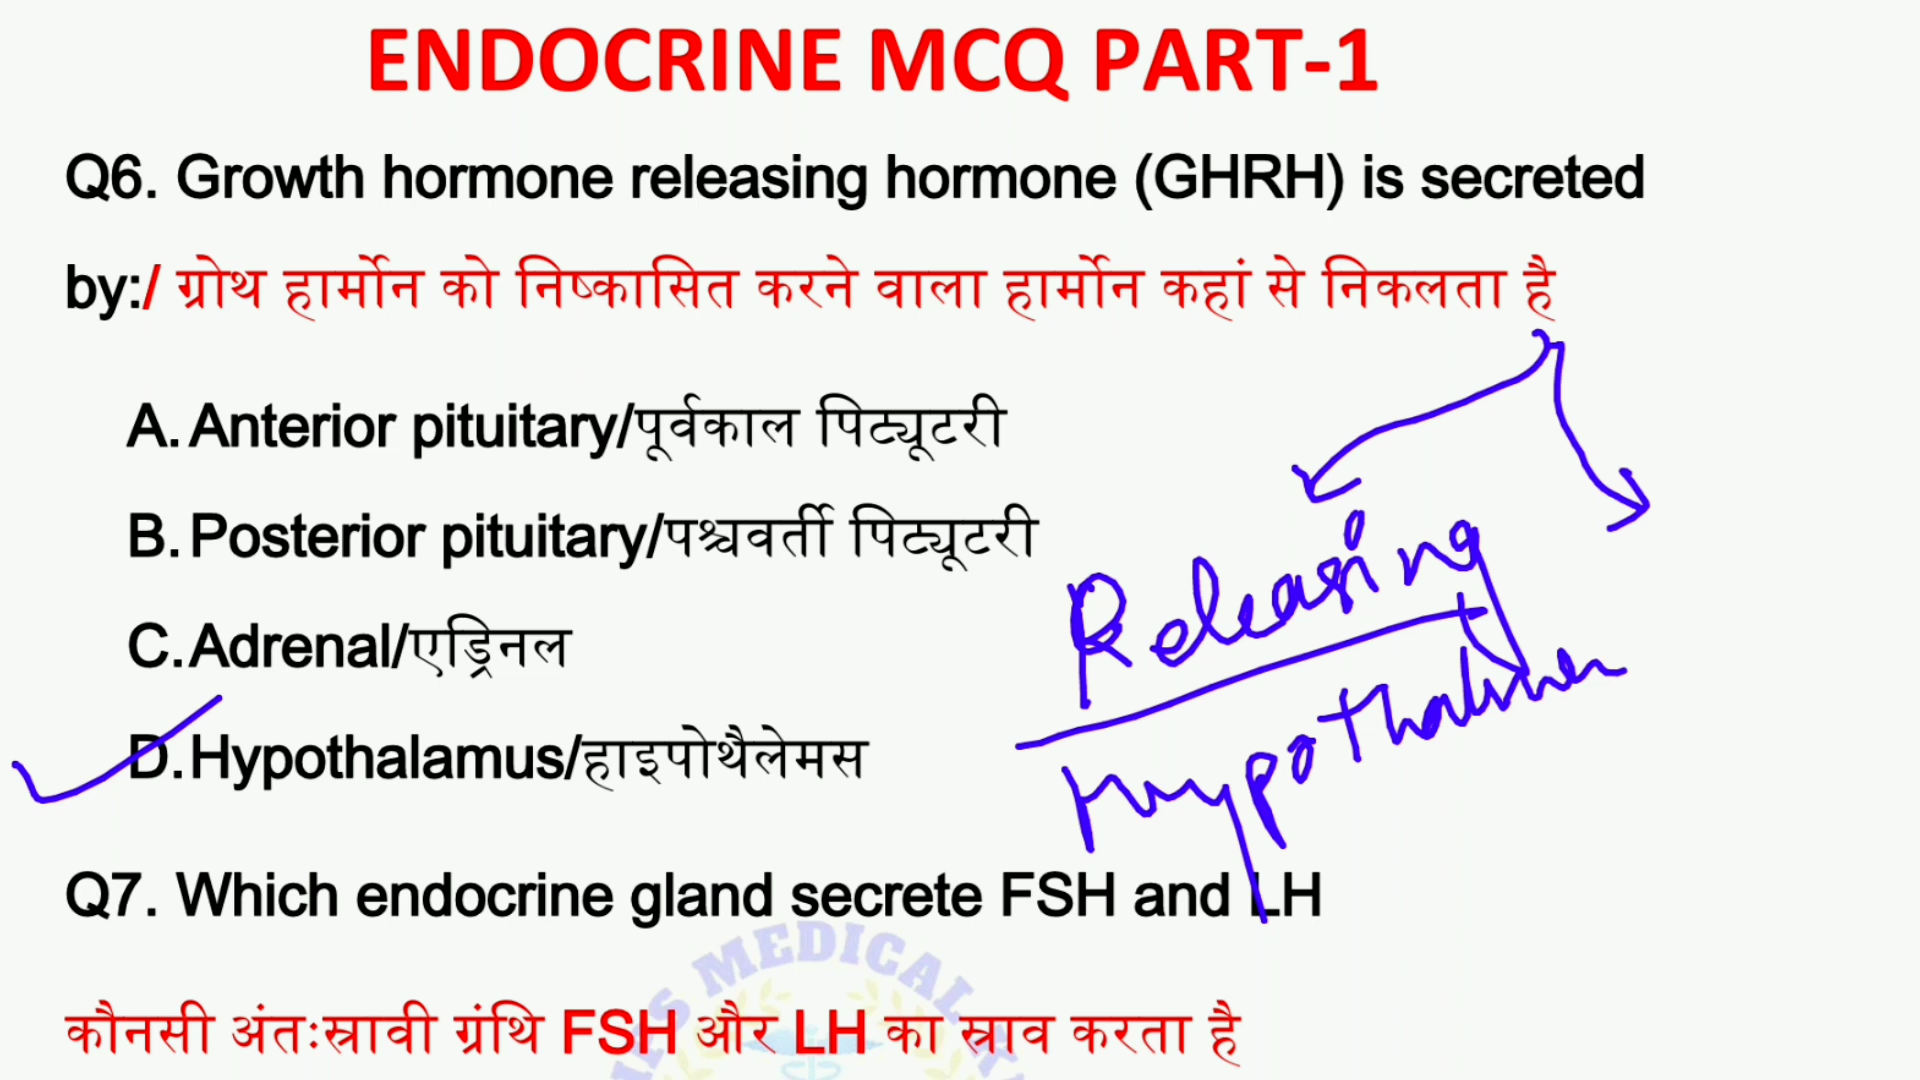 ENDOCRINE MCQ PART-1
Q6. Growth hormone releasing hormone (GHRH) is secreted
by:/ ग्रोथ हार्मोन को निष्कासित करने वाला हार्मोन कहां से निकलता है
A. Anterior pituitary/पूर्वकाल पिट्यूटरी
B. Posterior pituitary/पश्चवर्ती पिट्यूटरी
C. Adrenal/एड्रिनल
D. Hypothalamus/हाइपोथैलेमस
Releasing
Q7. Which endocrine gland secrete FSH and LH
MEDICAL
कौनसी अंतःस्रावी ग्रंथि FSH और LH का स्राव करता है